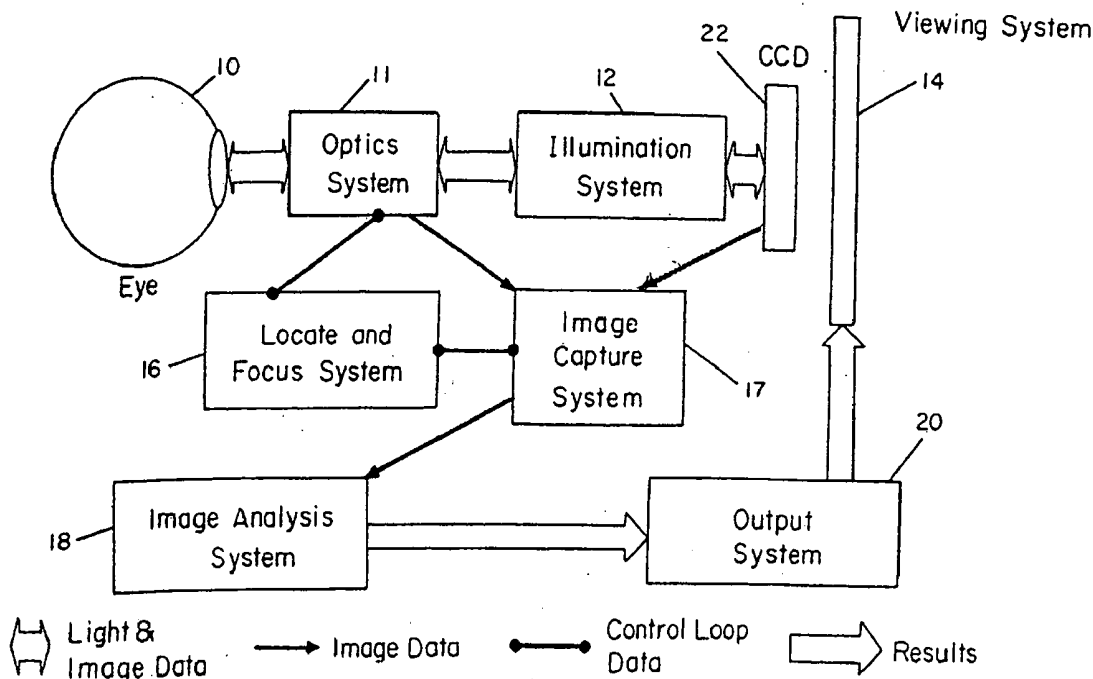 Viewing System
10
11
12
22
CCD
14
Optics
System
Illumination
System
Eye
Locate and
Focus System
16
Image
Capture
System
17
20
Image Analysis
System
18
Output
System
Light &
Image Data
Image Data
Control Loop
Data
Results